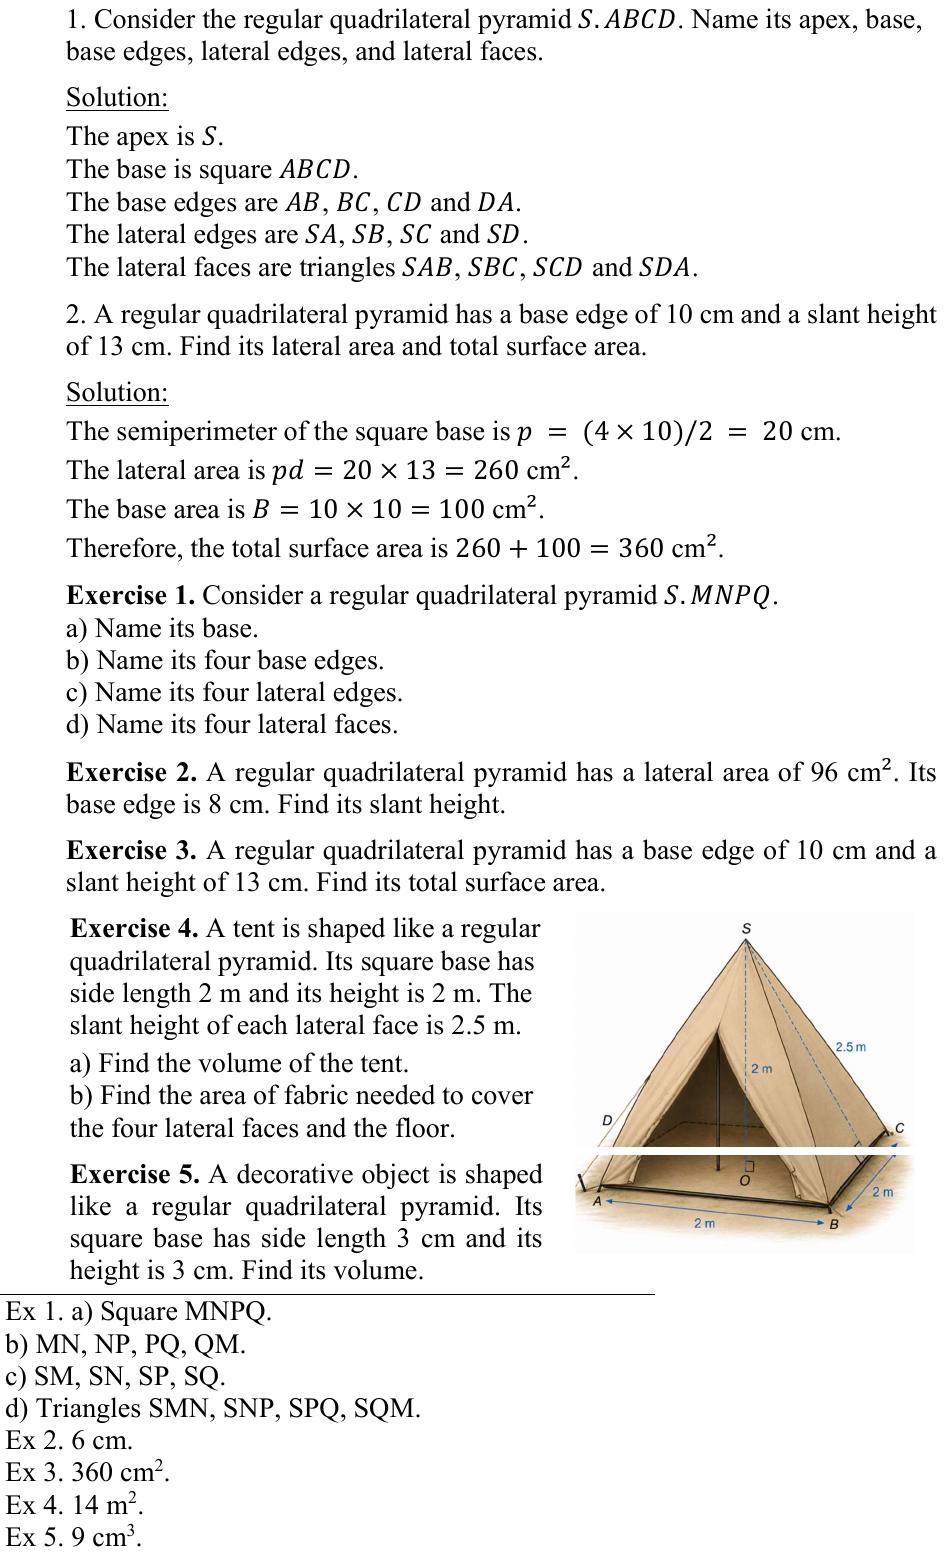 1. Consider the regular quadrilateral pyramid S.ABCD. Name its apex, base,
base edges, lateral edges, and lateral faces.
Solution:
The apex is S.
The base is square ABCD.
The base edges are AB, BC, CD and DA.
The lateral edges are SA, SB, SC and SD.
The lateral faces are triangles SAB, SBC, SCD and SDA.
2. A regular quadrilateral pyramid has a base edge of 10 cm and a slant height
of 13 cm. Find its lateral area and total surface area.
Solution:
The semiperimeter of the square base is p = (4 × 10)/2 = 20 cm.
The lateral area is pd = 20 × 13 = 260 cm².
The base area is B = 10 × 10 = 100 cm².
Therefore, the total surface area is 260 + 100 = 360 cm².
Exercise 1. Consider a regular quadrilateral pyramid S.MNPQ.
a) Name its base.
b) Name its four base edges.
c) Name its four lateral edges.
d) Name its four lateral faces.
Exercise 2. A regular quadrilateral pyramid has a lateral area of 96 cm². Its
base edge is 8 cm. Find its slant height.
Exercise 3. A regular quadrilateral pyramid has a base edge of 10 cm and a
slant height of 13 cm. Find its total surface area.
Exercise 4. A tent is shaped like a regular
quadrilateral pyramid. Its square base has
side length 2 m and its height is 2 m. The
slant height of each lateral face is 2.5 m.
a) Find the volume of the tent.
b) Find the area of fabric needed to cover
the four lateral faces and the floor.
S
2.5 m
2 m
D
C
O
A
2 m
2 m
B
Exercise 5. A decorative object is shaped
like a regular quadrilateral pyramid. Its
square base has side length 3 cm and its
height is 3 cm. Find its volume.
Ex 1. a) Square MNPQ.
b) MN, NP, PQ, QM.
c) SM, SN, SP, SQ.
d) Triangles SMN, SNP, SPQ, SQM.
Ex 2. 6 cm.
Ex 3. 360 cm².
Ex 4. 14 m².
Ex 5. 9 cm³.